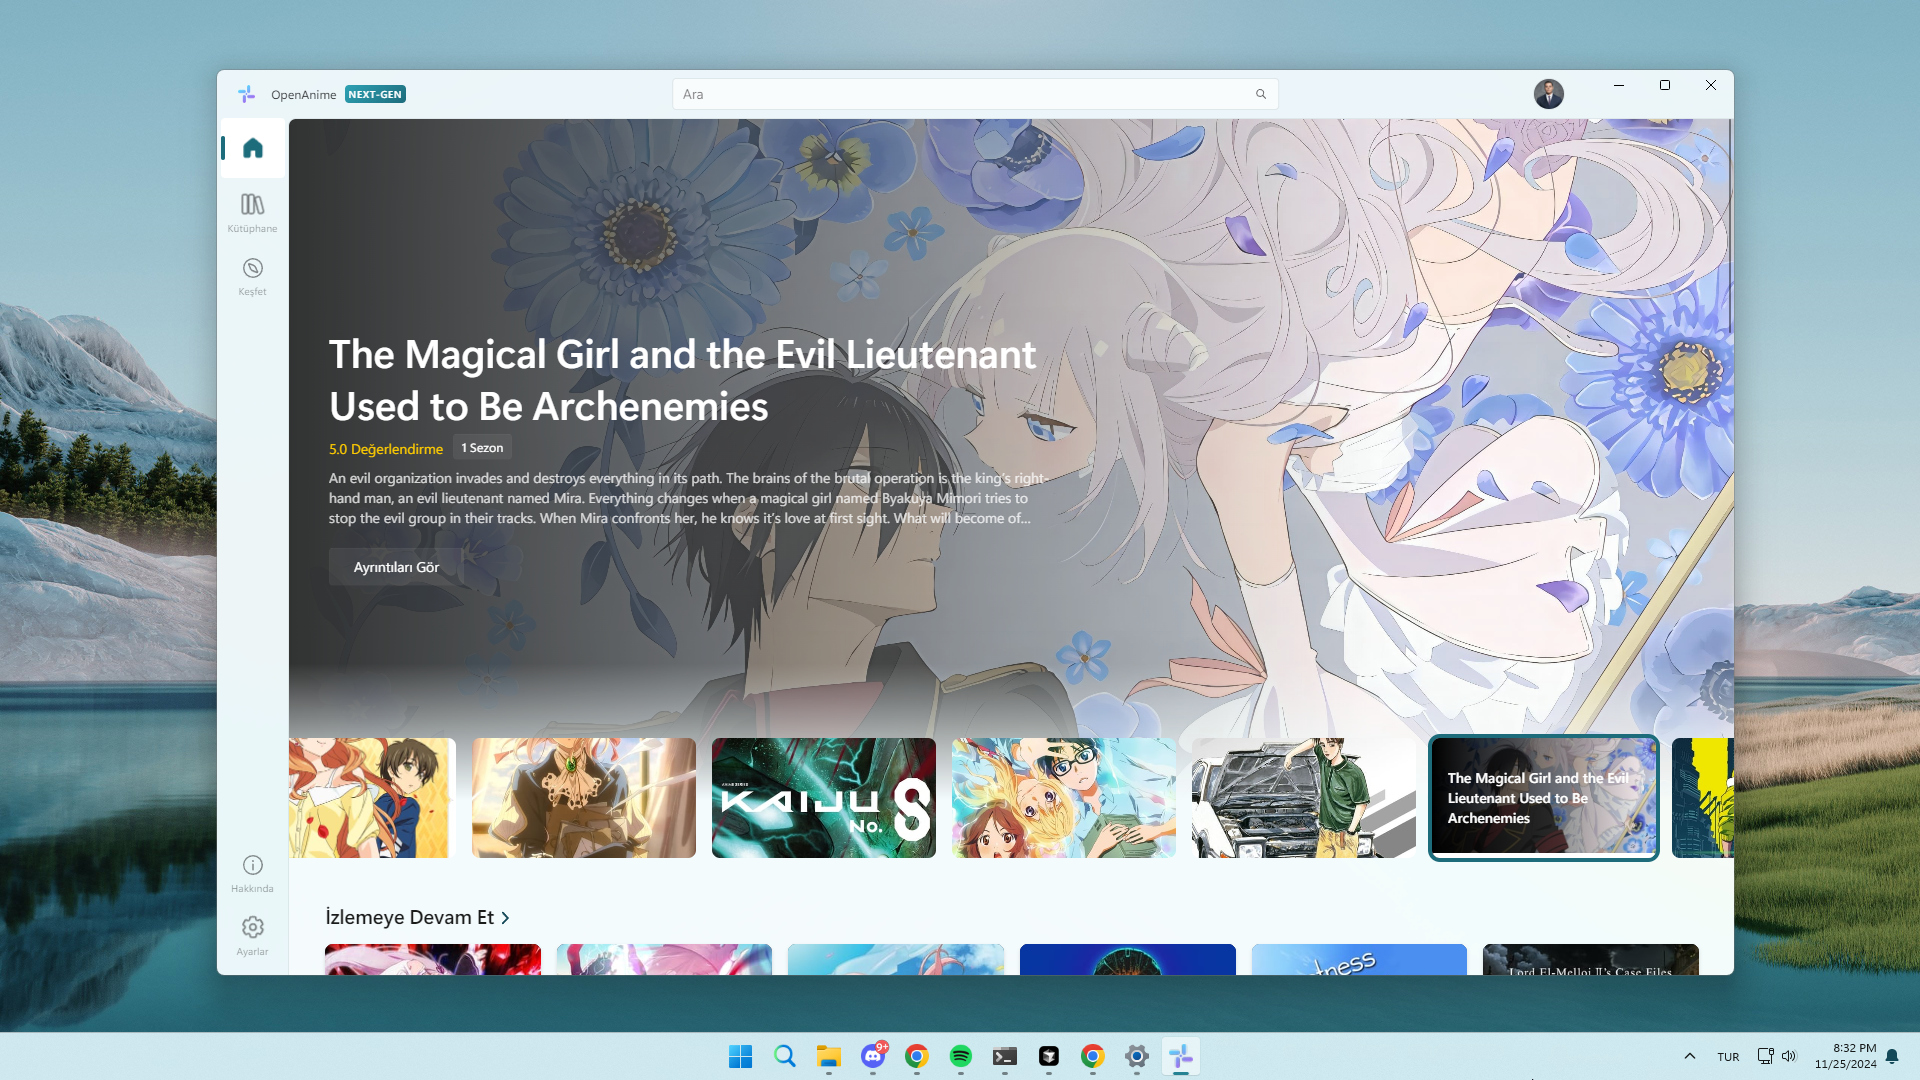 OpenAnime NEXT-GEN
Ara
Kütüphane
Keşfet
The Magical Girl and the Evil Lieutenant
Used to Be Archenemies
5.0 Değerlendirme 1 Sezon
An evil organization invades and destroys everything in its path. The brains of the brutal operation is the king's right-
hand man, an evil lieutenant named Mira. Everything changes when a magical girl named Byakuya Mimori tries to
stop the evil group in their tracks. When Mira confronts her, he knows it's love at first sight. What will become of...
Ayrıntıları Gör
KAIJU
No. 8
The Magical Girl and the Evil
Lieutenant Used to Be
Archenemies
Hakkında
Ayarlar
İzlemeye Devam Et
tness
Lord El-Melloi II's Case Files
9+
TUR
8:32 PM
11/25/2024